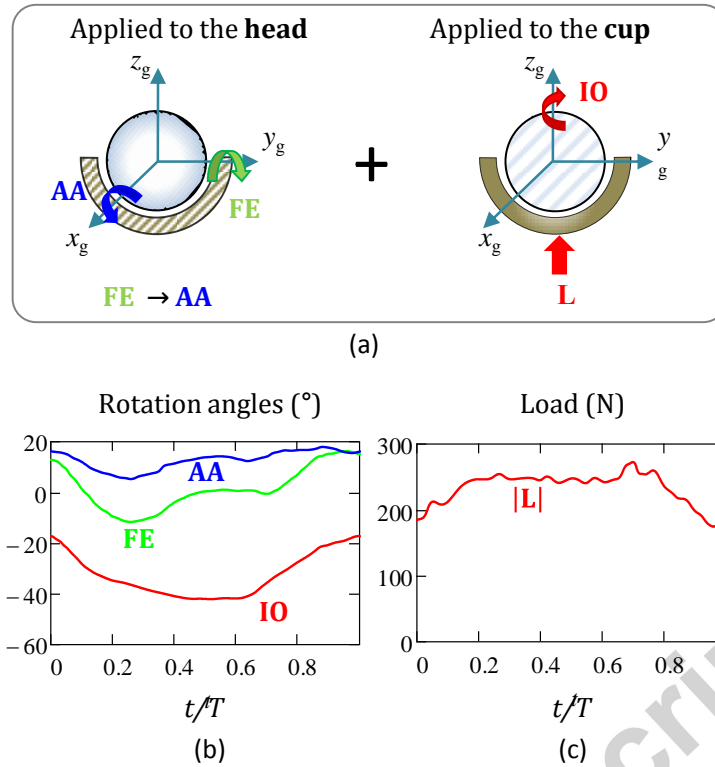 Applied to the head
Applied to the cup
z_g
z_g
IO
y_g
y
g
+
AA
FE
x_g
x_g
FE → AA
L
(a)
Rotation angles (°)
Load (N)
20
0
−20
−40
−60
AA
FE
IO
0
0.2
0.4
0.6
0.8
300
200
100
0
|L|
0
0.2
0.4
0.6
0.8
t/T
t/T
(b)
(c)